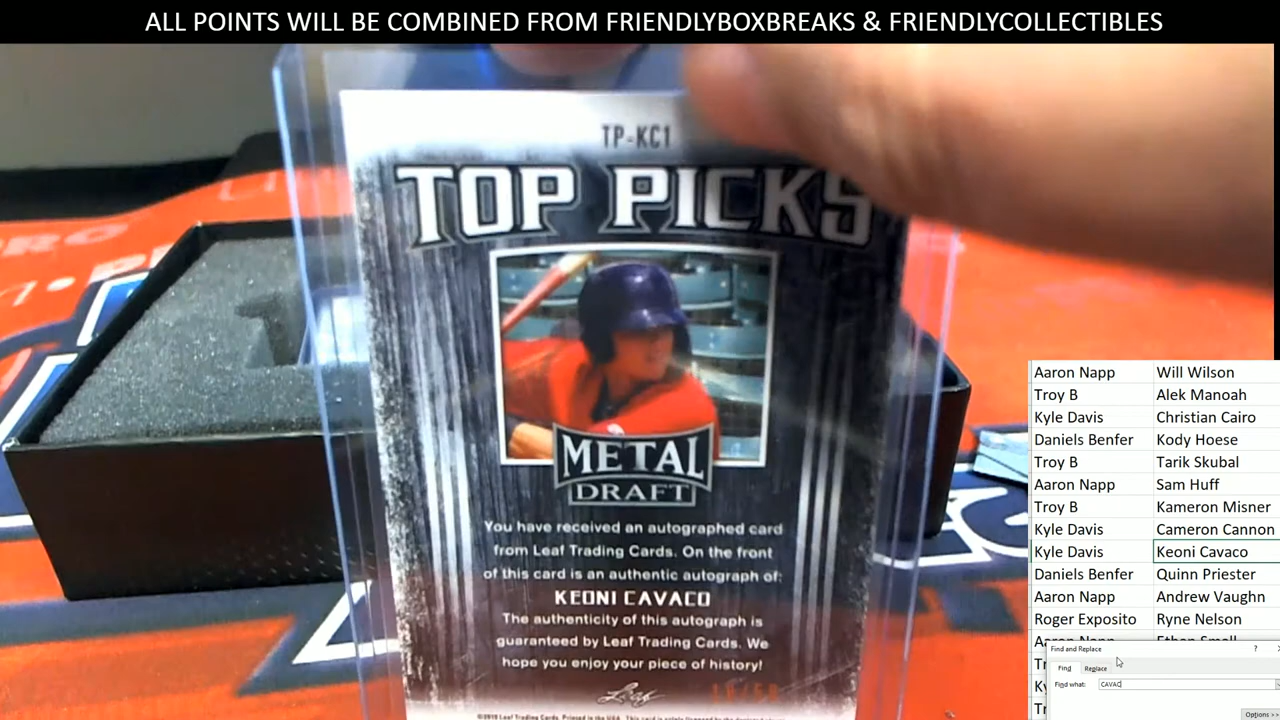 ALL POINTS WILL BE COMBINED FROM FRIENDLYBOXBREAKS & FRIENDLYCOLLECTIBLES
TP-KC1
TOP PICKS
METAL
DRAFT
You have received an autographed card
from Leaf Trading Cards. On the front
of this card is an authentic autograph of:
KEONI CAVACO
The authenticity of this autograph is
guaranteed by Leaf Trading Cards. We
hope you enjoy your piece of history!
Leaf
Aaron Napp Will Wilson
Troy B Alek Manoah
Kyle Davis Christian Cairo
Daniels Benfer Kody Hoese
Troy B Tarik Skubal
Aaron Napp Sam Huff
Troy B Kameron Misner
Kyle Davis Cameron Cannon
Kyle Davis Keoni Cavaco
Daniels Benfer Quinn Priester
Aaron Napp Andrew Vaughn
Roger Exposito Ryne Nelson
Aaron Napp Ethan Small
Find and Replace ?
Find Replace
Find what: CAVAC
Options >>